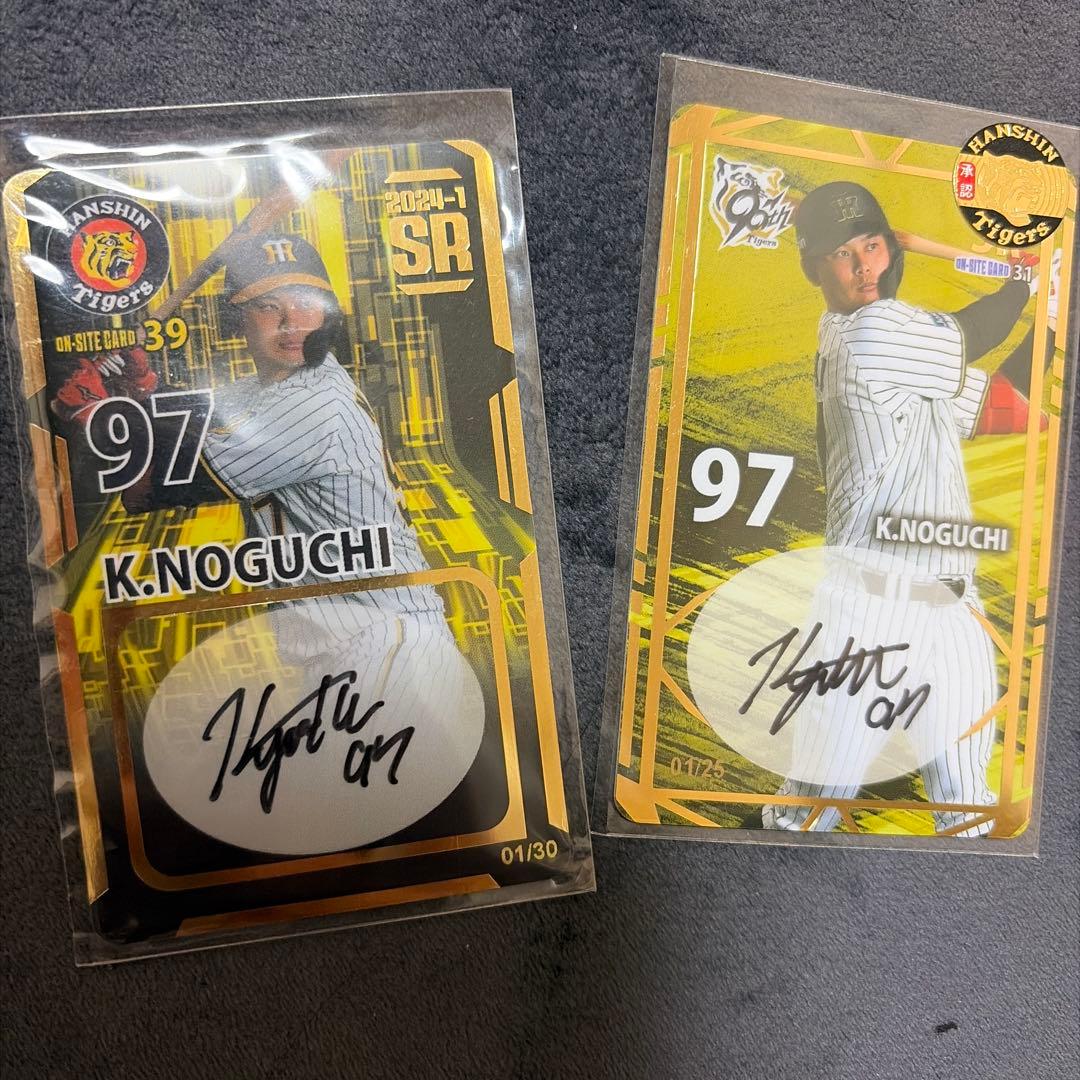 HANSHIN
Tigers
2024-1
SR
ON-SITE CARD 39
97
K.NOGUCHI
97
01/30
90th
Tigers
HANSHIN
承認
Tigers
ON-SITE CARD 31
97
K.NOGUCHI
97
01/25